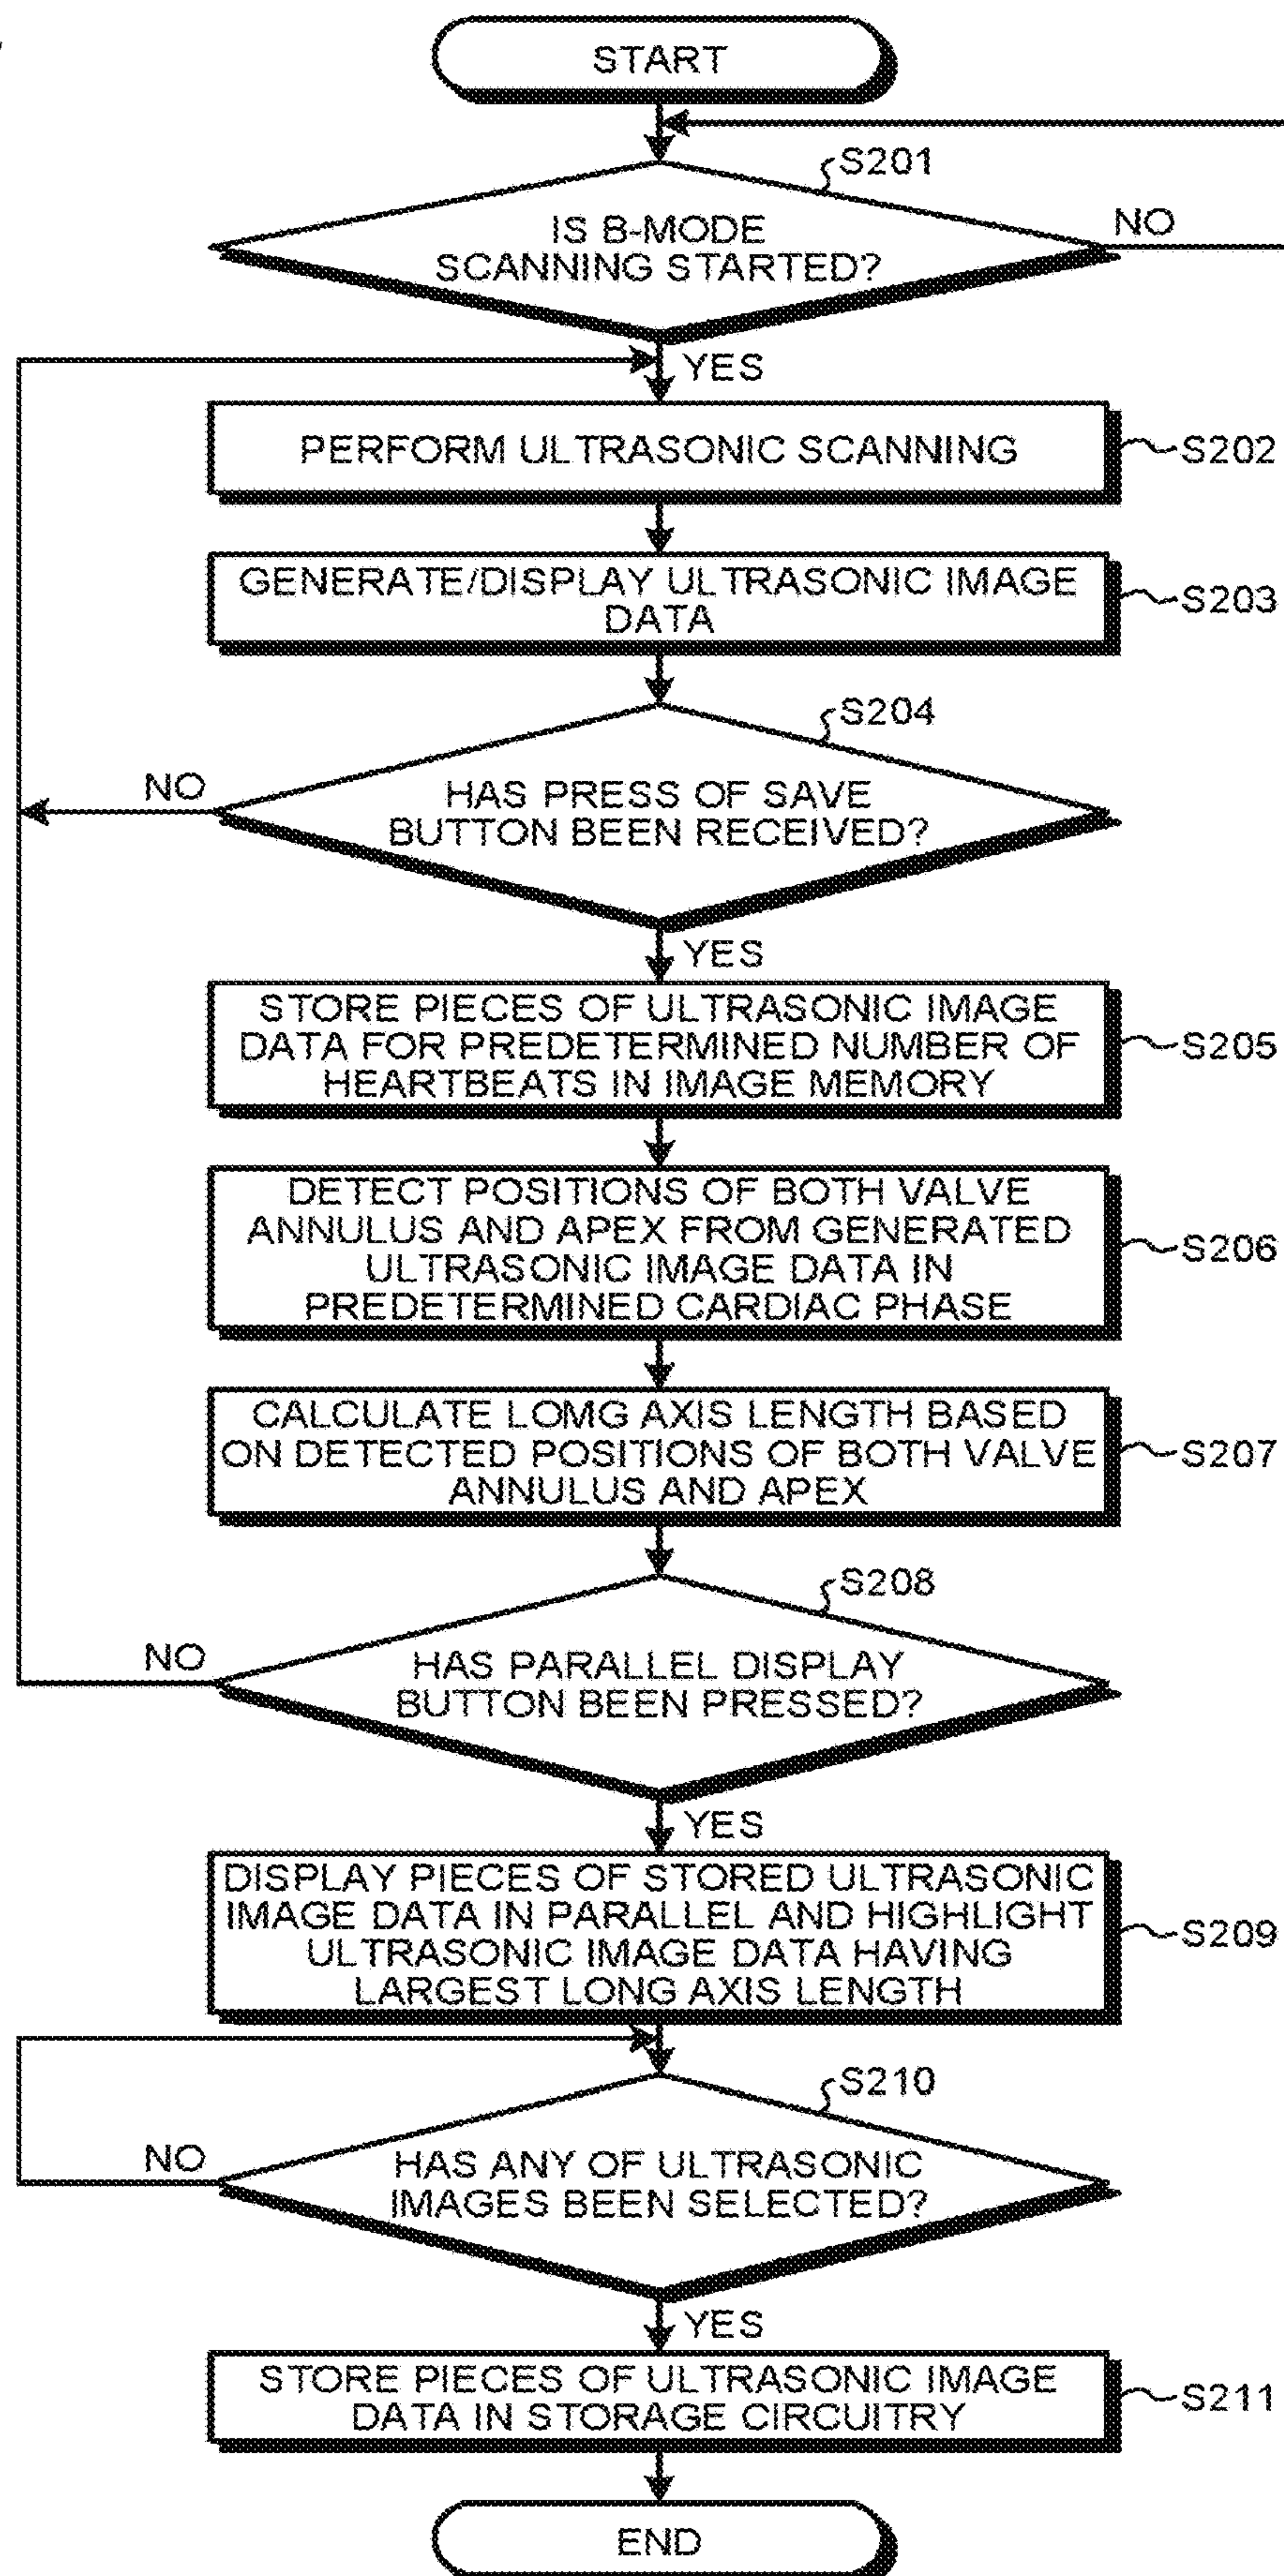 START
S201
IS B-MODE
SCANNING STARTED?
NO
YES
PERFORM ULTRASONIC SCANNING
S202
GENERATE/DISPLAY ULTRASONIC IMAGE
DATA
S203
S204
HAS PRESS OF SAVE
BUTTON BEEN RECEIVED?
NO
YES
STORE PIECES OF ULTRASONIC IMAGE
DATA FOR PREDETERMINED NUMBER OF
HEARTBEATS IN IMAGE MEMORY
S205
DETECT POSITIONS OF BOTH VALVE
ANNULUS AND APEX FROM GENERATED
ULTRASONIC IMAGE DATA IN
PREDETERMINED CARDIAC PHASE
S206
CALCULATE LOMG AXIS LENGTH BASED
ON DETECTED POSITIONS OF BOTH VALVE
ANNULUS AND APEX
S207
S208
HAS PARALLEL DISPLAY
BUTTON BEEN PRESSED?
NO
YES
DISPLAY PIECES OF STORED ULTRASONIC
IMAGE DATA IN PARALLEL AND HIGHLIGHT
ULTRASONIC IMAGE DATA HAVING
LARGEST LONG AXIS LENGTH
S209
S210
HAS ANY OF ULTRASONIC
IMAGES BEEN SELECTED?
NO
YES
STORE PIECES OF ULTRASONIC IMAGE
DATA IN STORAGE CIRCUITRY
S211
END